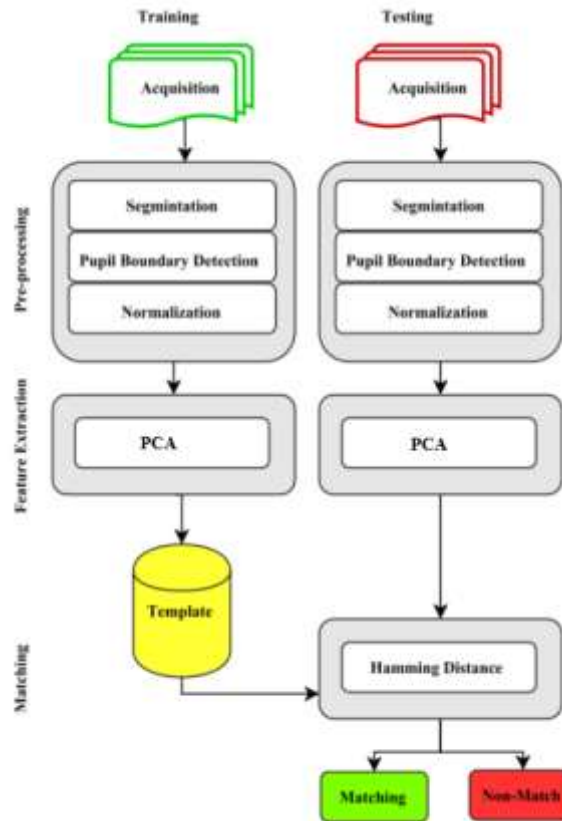 Training
Testing
Acquisition
Acquisition
Pre-processing
Segmintation
Pupil Boundary Detection
Normalization
Segmintation
Pupil Boundary Detection
Normalization
Feature Extraction
PCA
PCA
Template
Matching
Hamming Distance
Matching
Non-Match